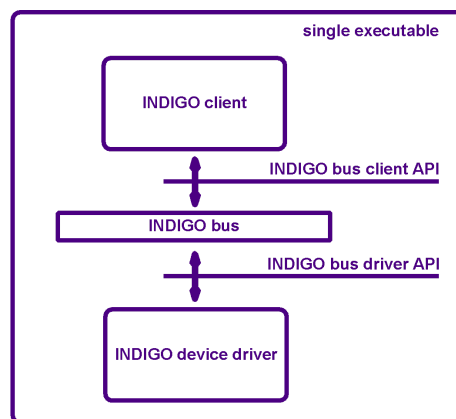 single executable
INDIGO client
INDIGO bus client API
INDIGO bus
INDIGO bus driver API
INDIGO device driver